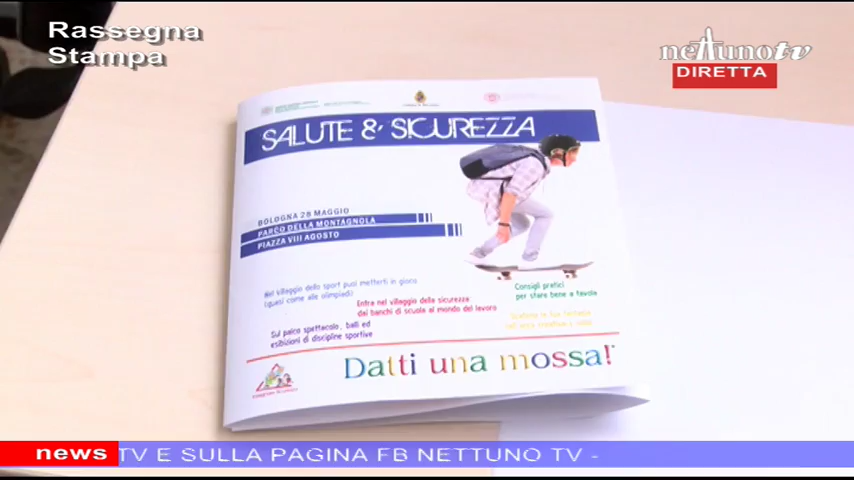 Rassegna
Stampa
nettunotv
DIRETTA
SALUTE & SICUREZZA
BOLOGNA 28 MAGGIO
PARCO DELLA MONTAGNOLA
PIAZZA VIII AGOSTO
Nel villaggio dello sport puoi metterti in gioco
(quasi come alle olimpiadi)
Entra nel villaggio della sicurezza
dai banchi di scuola al mondo del lavoro
Sul palco spettacolo, balli ed
esibizioni di discipline sportive
Consigli pratici
per stare bene a tavola
Datti una mossa!
news TV E SULLA PAGINA FB NETTUNO TV -